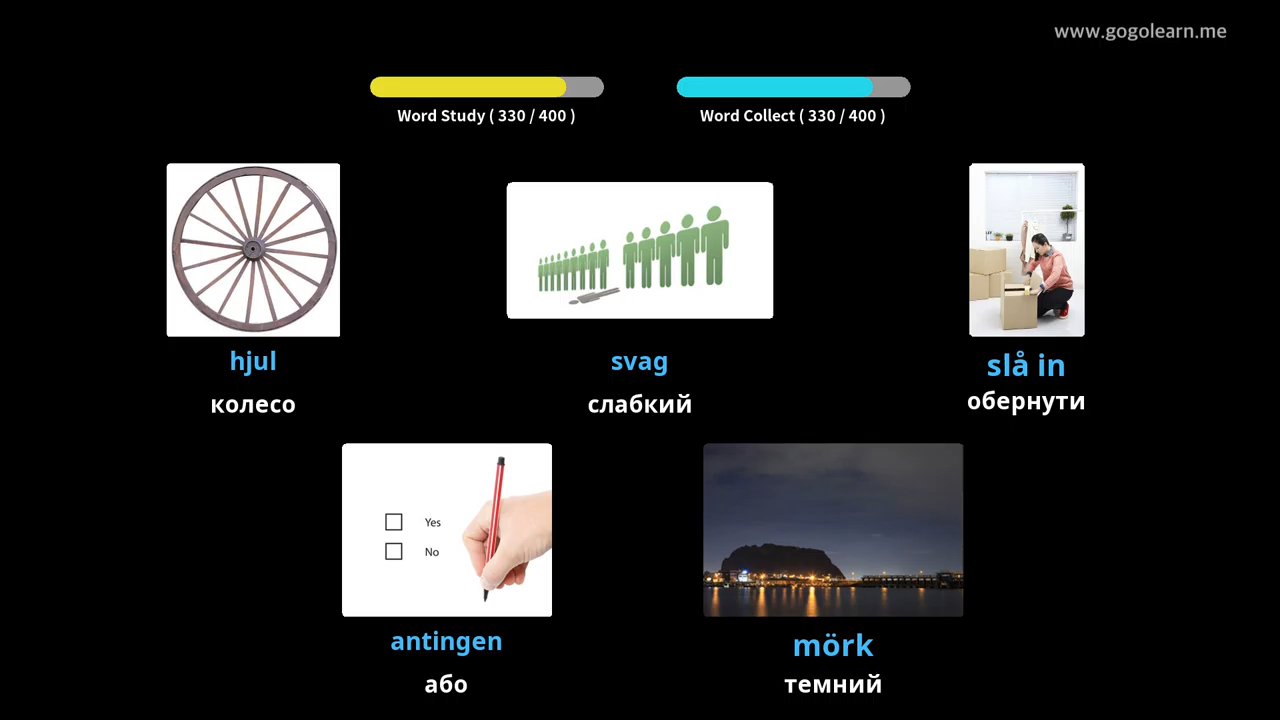 www.gogolearn.me
Word Study ( 330 / 400 )
Word Collect ( 330 / 400 )
hjul
svag
slå in
колесо
слабкий
обернути
Yes
No
antingen
mörk
або
темний